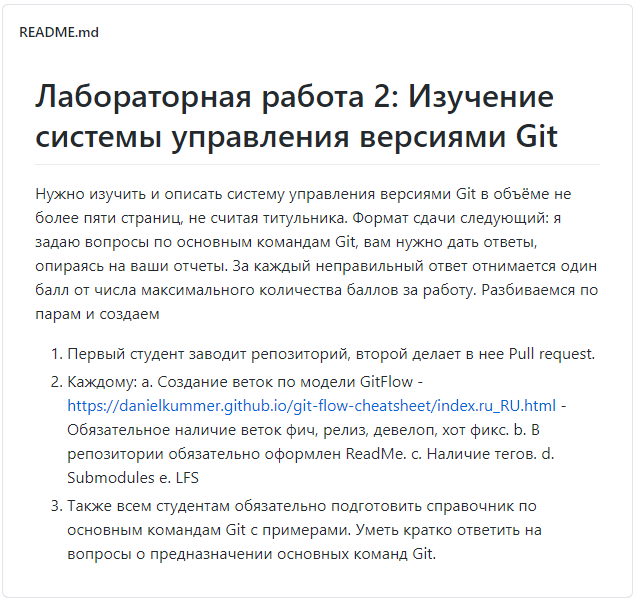 README.md
Лабораторная работа 2: Изучение
системы управления версиями Git
Нужно изучить и описать систему управления версиями Git в объёме не
более пяти страниц, не считая титульника. Формат сдачи следующий: я
задаю вопросы по основным командам Git, вам нужно дать ответы,
опираясь на ваши отчеты. За каждый неправильный ответ отнимается один
балл от числа максимального количества баллов за работу. Разбиваемся по
парам и создаем
1. Первый студент заводит репозиторий, второй делает в нее Pull request.
2. Каждому: a. Создание веток по модели GitFlow -
https://danielkummer.github.io/git-flow-cheatsheet/index.ru_RU.html -
Обязательное наличие веток фич, релиз, девелоп, хот фикс. b. В
репозитории обязательно оформлен ReadMe. c. Наличие тегов. d.
Submodules e. LFS
3. Также всем студентам обязательно подготовить справочник по
основным командам Git с примерами. Уметь кратко ответить на
вопросы о предназначении основных команд Git.